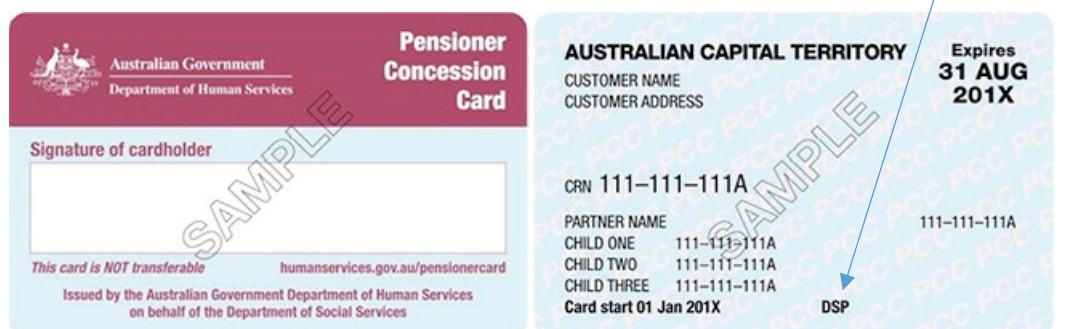 Australian Government
Department of Human Services
Pensioner
Concession
Card
Signature of cardholder
SAMPLE
This card is NOT transferable
humanservices.gov.au/pensionercard
Issued by the Australian Government Department of Human Services
on behalf of the Department of Social Services
AUSTRALIAN CAPITAL TERRITORY
Expires
31 AUG
201X
CUSTOMER NAME
CUSTOMER ADDRESS
SAMPLE
CRN 111–111–111A
PARTNER NAME 111–111–111A
CHILD ONE 111–111–111A
CHILD TWO 111–111–111A
CHILD THREE 111–111–111A
Card start 01 Jan 201X DSP